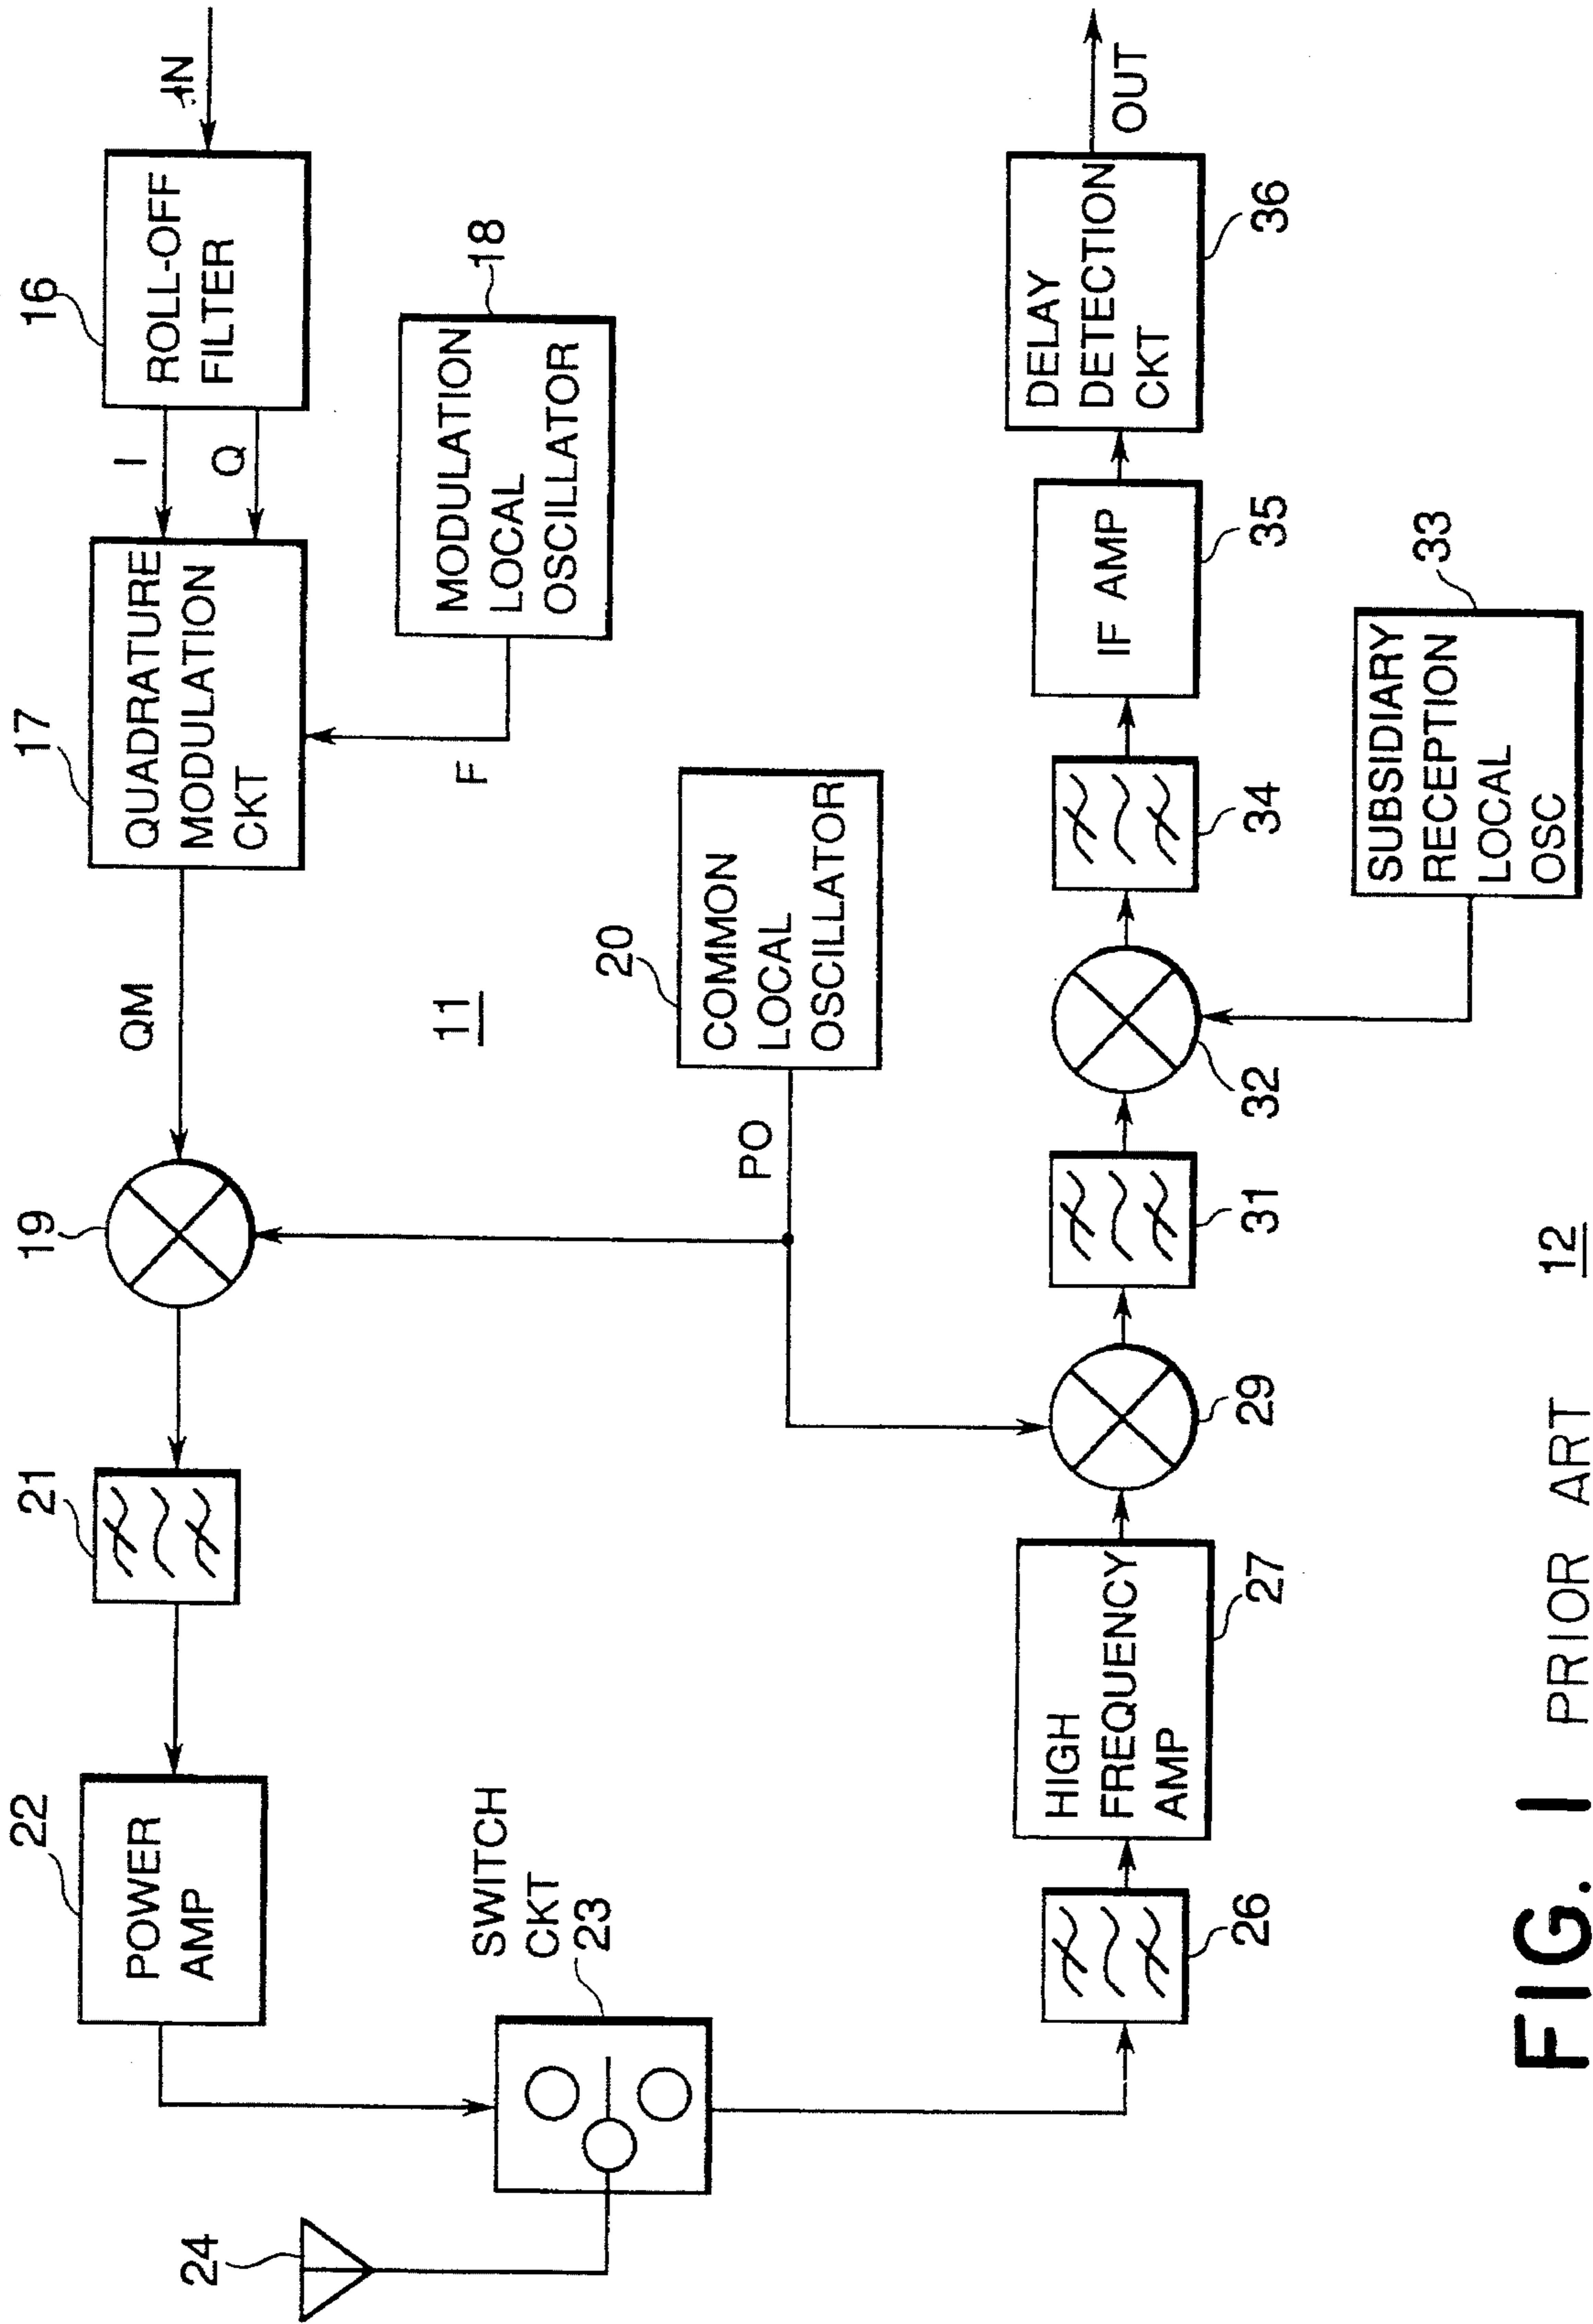 24
22
POWER
AMP
21
19
QM
17
QUADRATURE
MODULATION
CKT
I
Q
16
ROLL-OFF
FILTER
IN
F
18
MODULATION
LOCAL
OSCILLATOR
11
SWITCH
CKT
23
PO
20
COMMON
LOCAL
OSCILLATOR
26
HIGH
FREQUENCY
AMP
27
29
31
32
34
IF AMP
35
DELAY
DETECTION
CKT
36
OUT
33
SUBSIDIARY
RECEPTION
LOCAL
OSC
12
FIG. 1 PRIOR ART